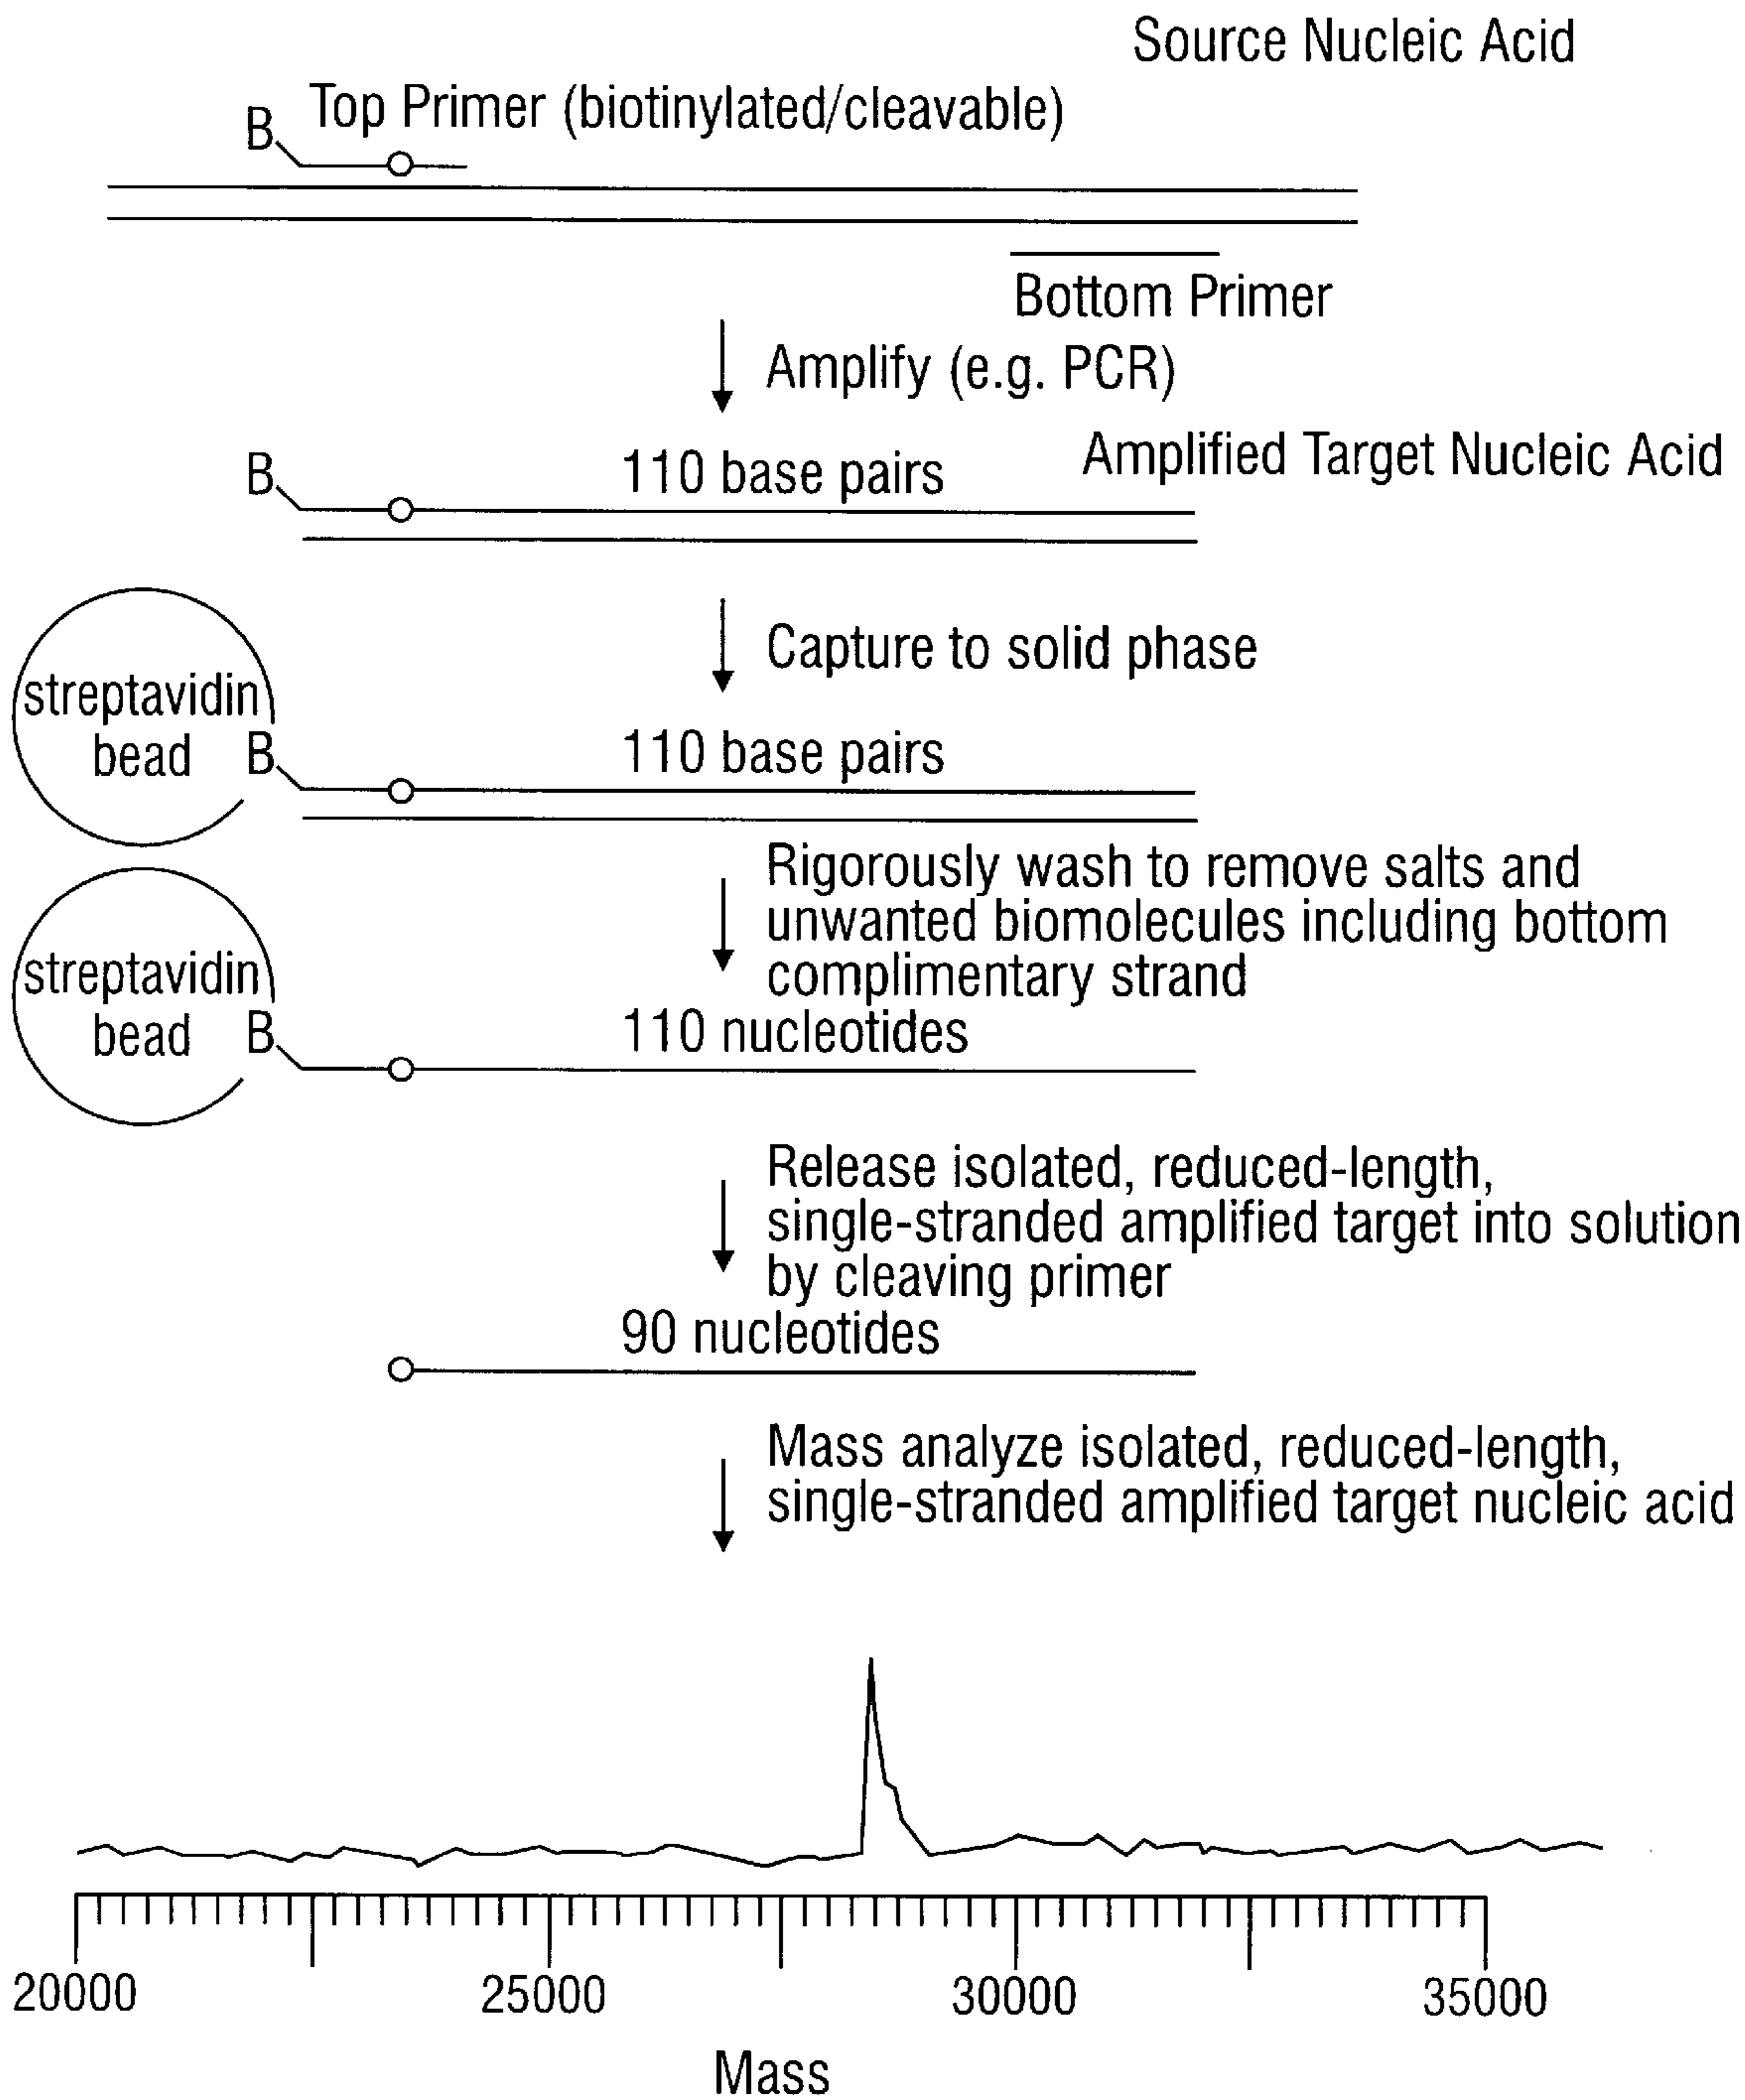 Source Nucleic Acid
Top Primer (biotinylated/cleavable)
B
Bottom Primer
Amplify (e.g. PCR)
Amplified Target Nucleic Acid
110 base pairs
B
Capture to solid phase
streptavidin
bead B
110 base pairs
Rigorously wash to remove salts and
unwanted biomolecules including bottom
complimentary strand
streptavidin
bead B
110 nucleotides
Release isolated, reduced-length,
single-stranded amplified target into solution
by cleaving primer
90 nucleotides
Mass analyze isolated, reduced-length,
single-stranded amplified target nucleic acid
20000 25000 30000 35000
Mass